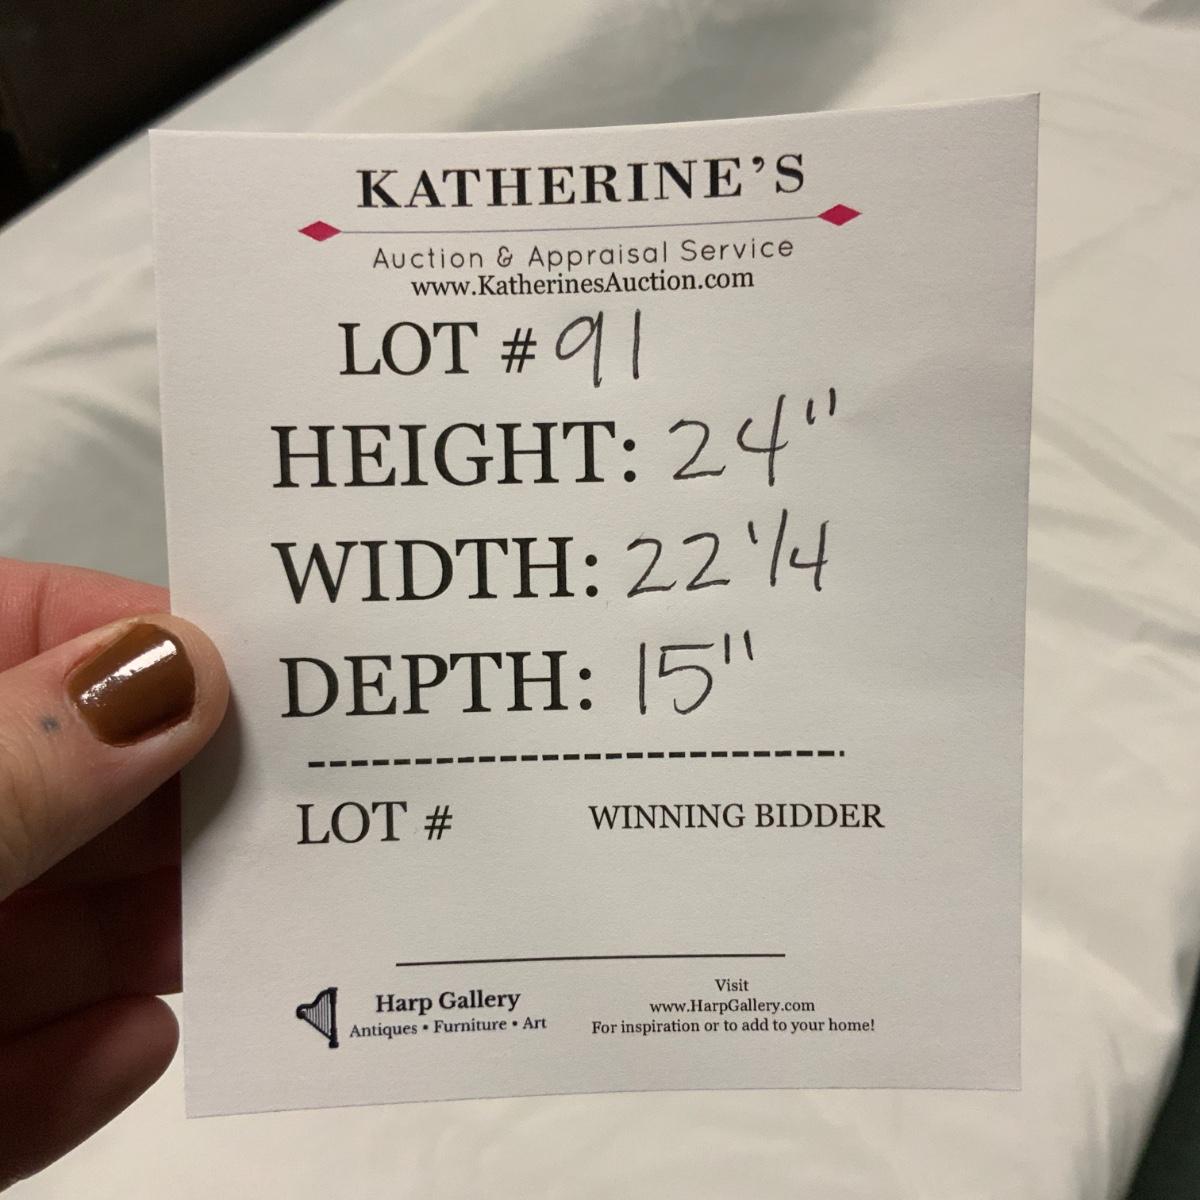 KATHERINE'S
Auction & Appraisal Service
www.KatherinesAuction.com
LOT # 91
HEIGHT: 24"
WIDTH: 22 1/4
DEPTH: 15"
LOT # WINNING BIDDER
Harp Gallery
Antiques • Furniture • Art
Visit
www.HarpGallery.com
For inspiration or to add to your home!